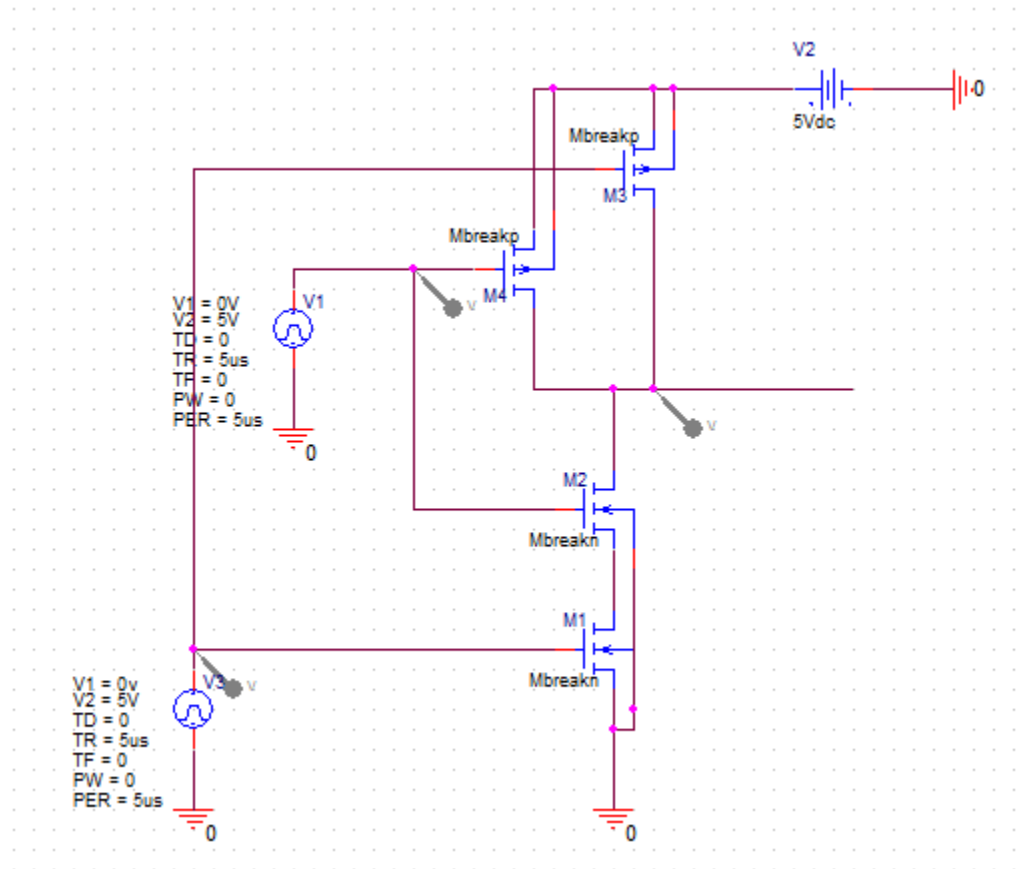 V2
0
5Vdc
Mbreakp
M3
Mbreakp
V
M4
V1
V1 = 0V
V2 = 5V
TD = 0
TR = 5us
TF = 0
PW = 0
PER = 5us
0
V
M2
Mbreakn
M1
Mbreakn
V3
V
V1 = 0v
V2 = 5V
TD = 0
TR = 5us
TF = 0
PW = 0
PER = 5us
0
0